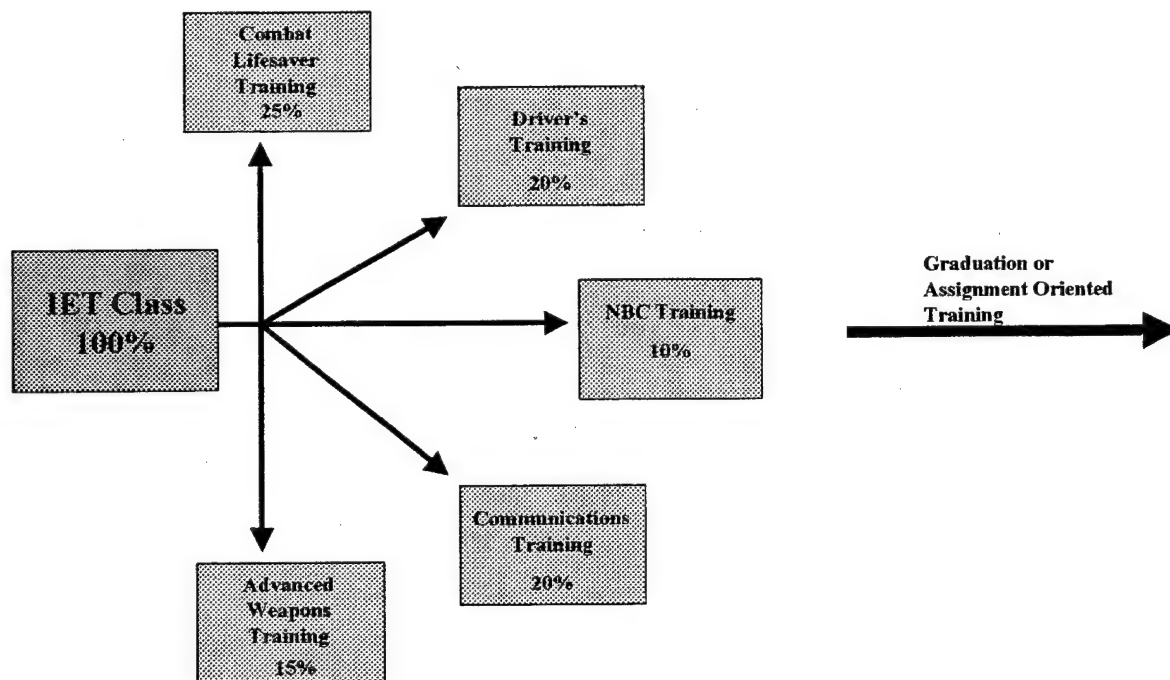 Combat
Lifesaver
Training
25%
Driver's
Training
20%
IET Class
100%
NBC Training
10%
Graduation or
Assignment Oriented
Training
Communications
Training
20%
Advanced
Weapons
Training
15%